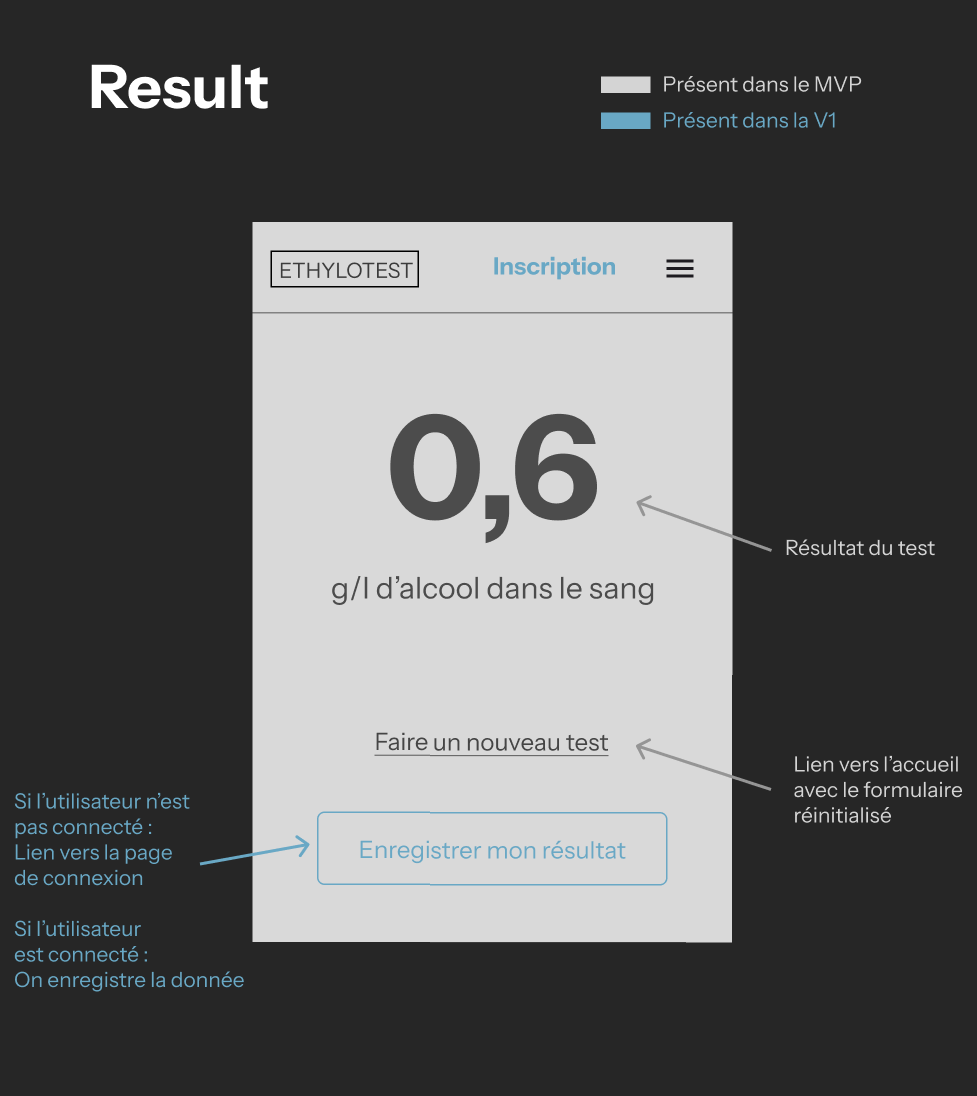 Result
Présent dans le MVP
Présent dans la V1
ETHYLOTEST
Inscription
0,6
g/l d’alcool dans le sang
Résultat du test
Faire un nouveau test
Lien vers l’accueil
avec le formulaire
réinitialisé
Enregistrer mon résultat
Si l’utilisateur n’est
pas connecté :
Lien vers la page
de connexion
Si l’utilisateur
est connecté :
On enregistre la donnée